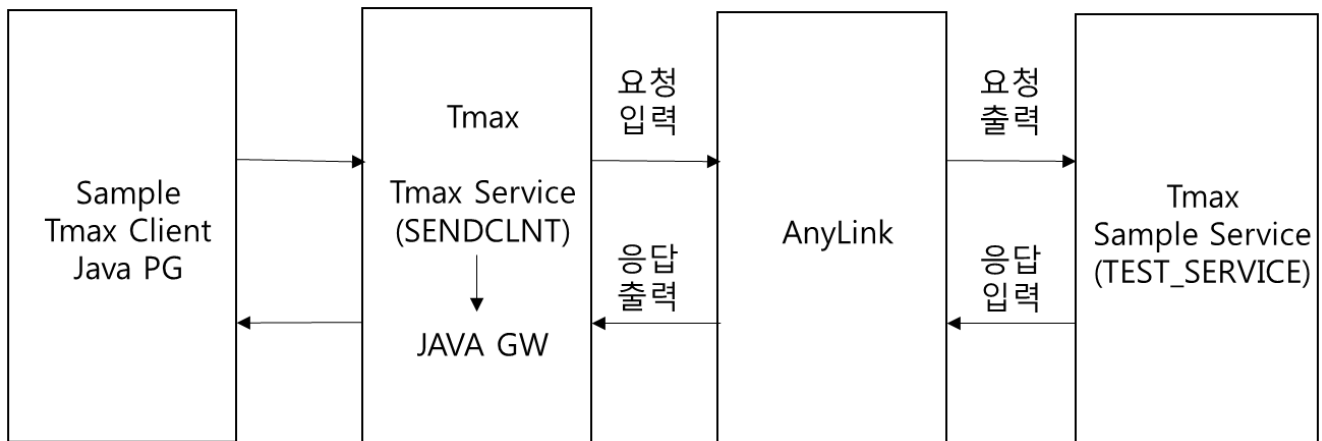 Sample
Tmax Client
Java PG
Tmax
Tmax Service
(SENDCLNT)
JAVA GW
요청
입력
응답
출력
AnyLink
요청
출력
응답
입력
Tmax
Sample Service
(TEST_SERVICE)